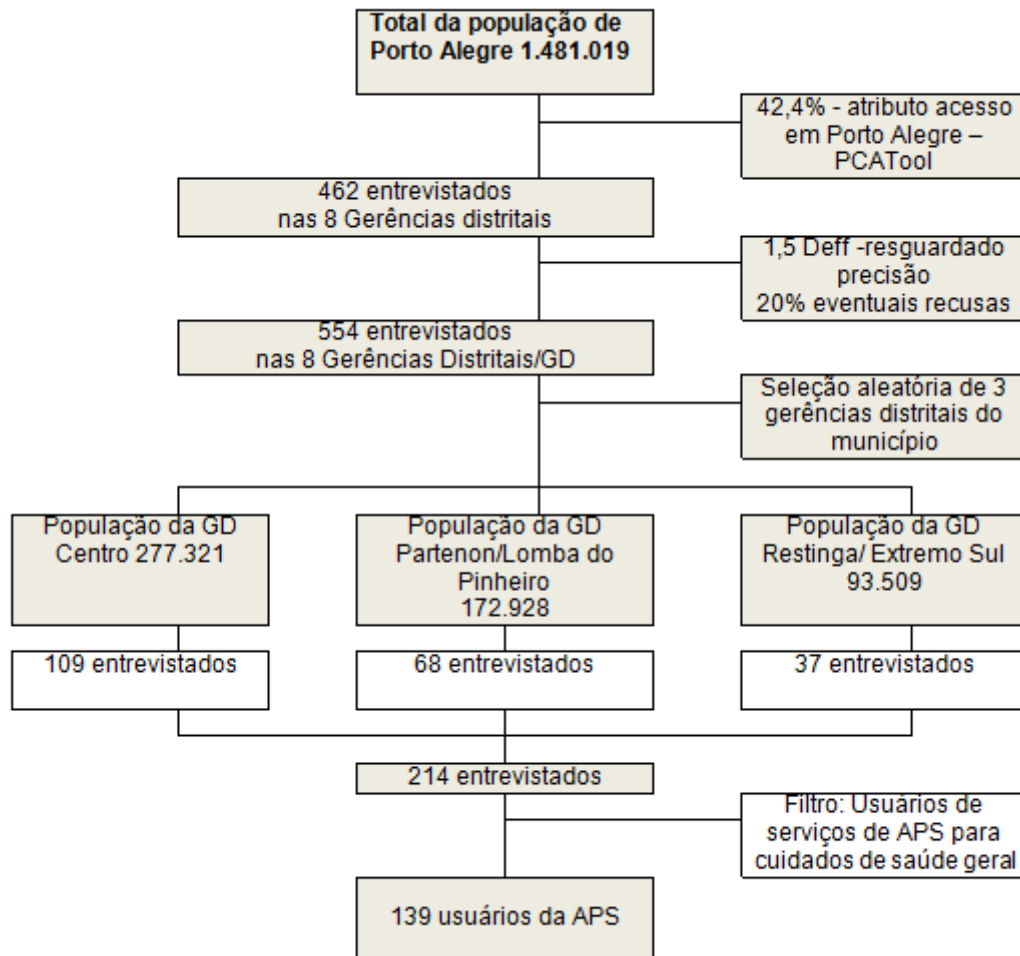 Total da população de
Porto Alegre 1.481.019
42,4% - atributo acesso
em Porto Alegre –
PCATool
462 entrevistados
nas 8 Gerências distritais
1,5 Deff -resguardado
precisão
20% eventuais recusas
554 entrevistados
nas 8 Gerências Distritais/GD
Seleção aleatória de 3
gerências distritais do
município
População da GD
Centro 277.321
População da GD
Partenon/Lomba do
Pinheiro
172.928
População da GD
Restinga/ Extremo Sul
93.509
109 entrevistados
68 entrevistados
37 entrevistados
214 entrevistados
Filtro: Usuários de
serviços de APS para
cuidados de saúde geral
139 usuários da APS